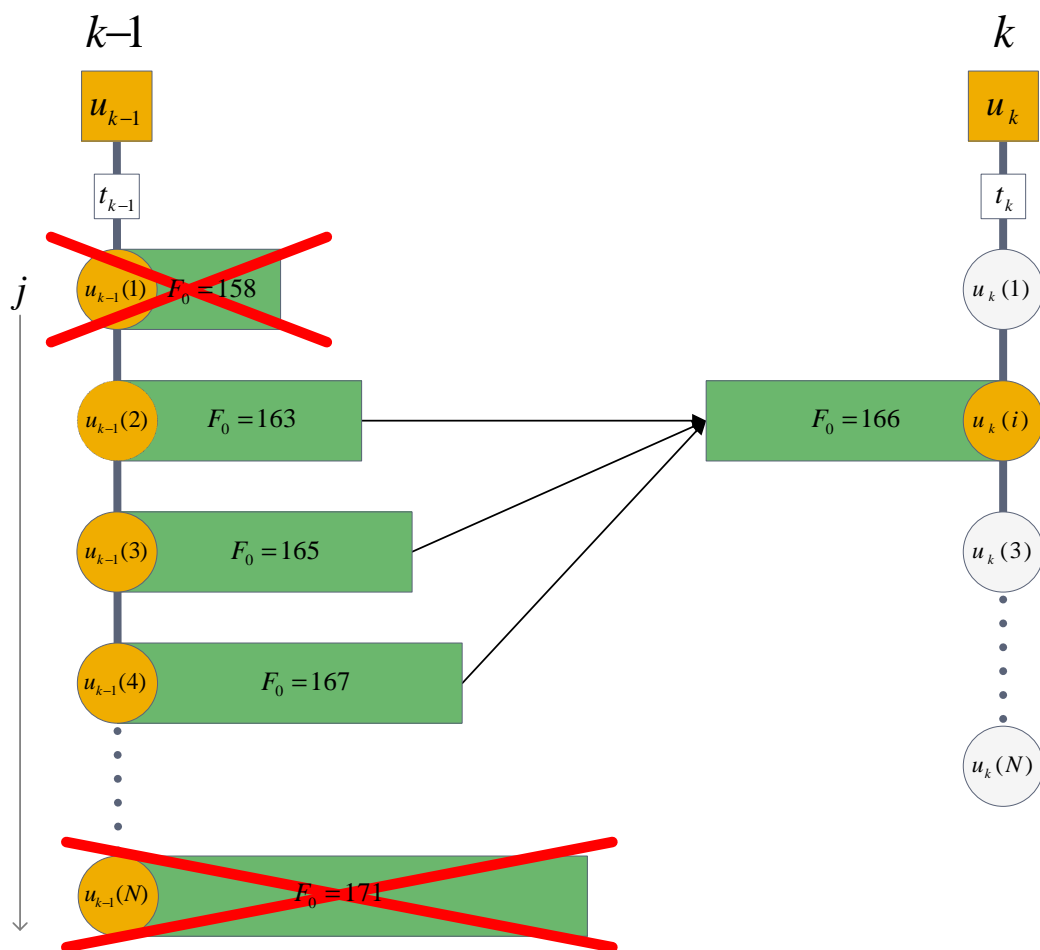 k−1 k
u_{k−1} u_k
t_{k−1} t_k
j u_{k−1}(1) F_0 = 158 u_k(1)
u_{k−1}(2) F_0 = 163 F_0 = 166 u_k(i)
u_{k−1}(3) F_0 = 165 u_k(3)
u_{k−1}(4) F_0 = 167
u_k(N)
u_{k−1}(N) F_0 = 171